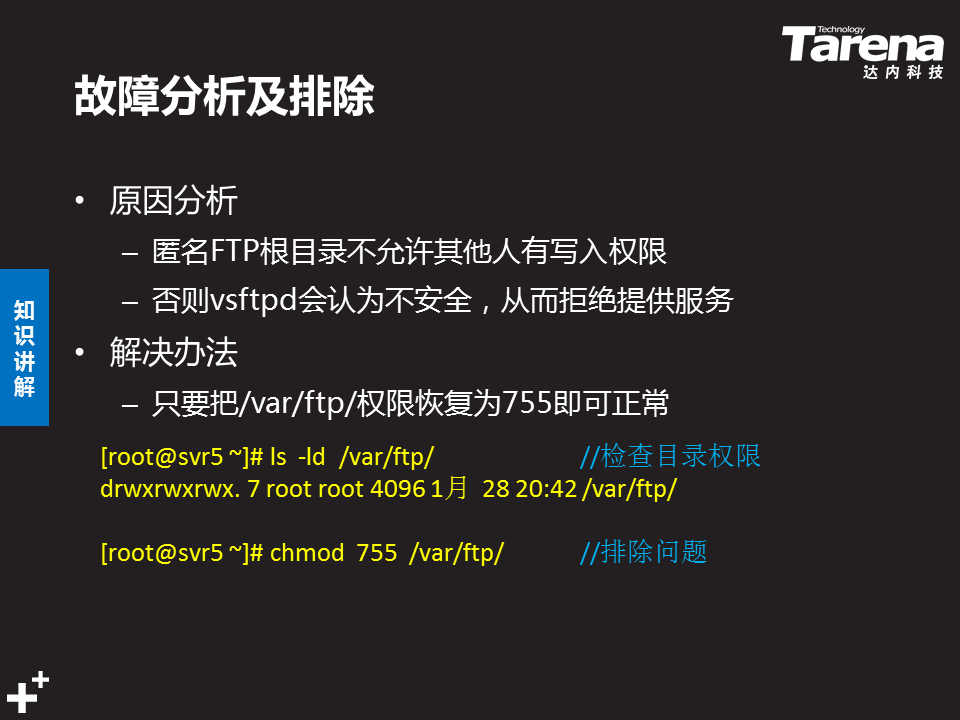 Technology
Tarena
达内科技
故障分析及排除
• 原因分析
– 匿名FTP根目录不允许其他人有写入权限
– 否则vsftpd会认为不安全，从而拒绝提供服务
知识讲解
• 解决办法
– 只要把/var/ftp/权限恢复为755即可正常
[root@svr5 ~]# ls -ld /var/ftp/ //检查目录权限
drwxrwxrwx. 7 root root 4096 1月 28 20:42 /var/ftp/
[root@svr5 ~]# chmod 755 /var/ftp/ //排除问题